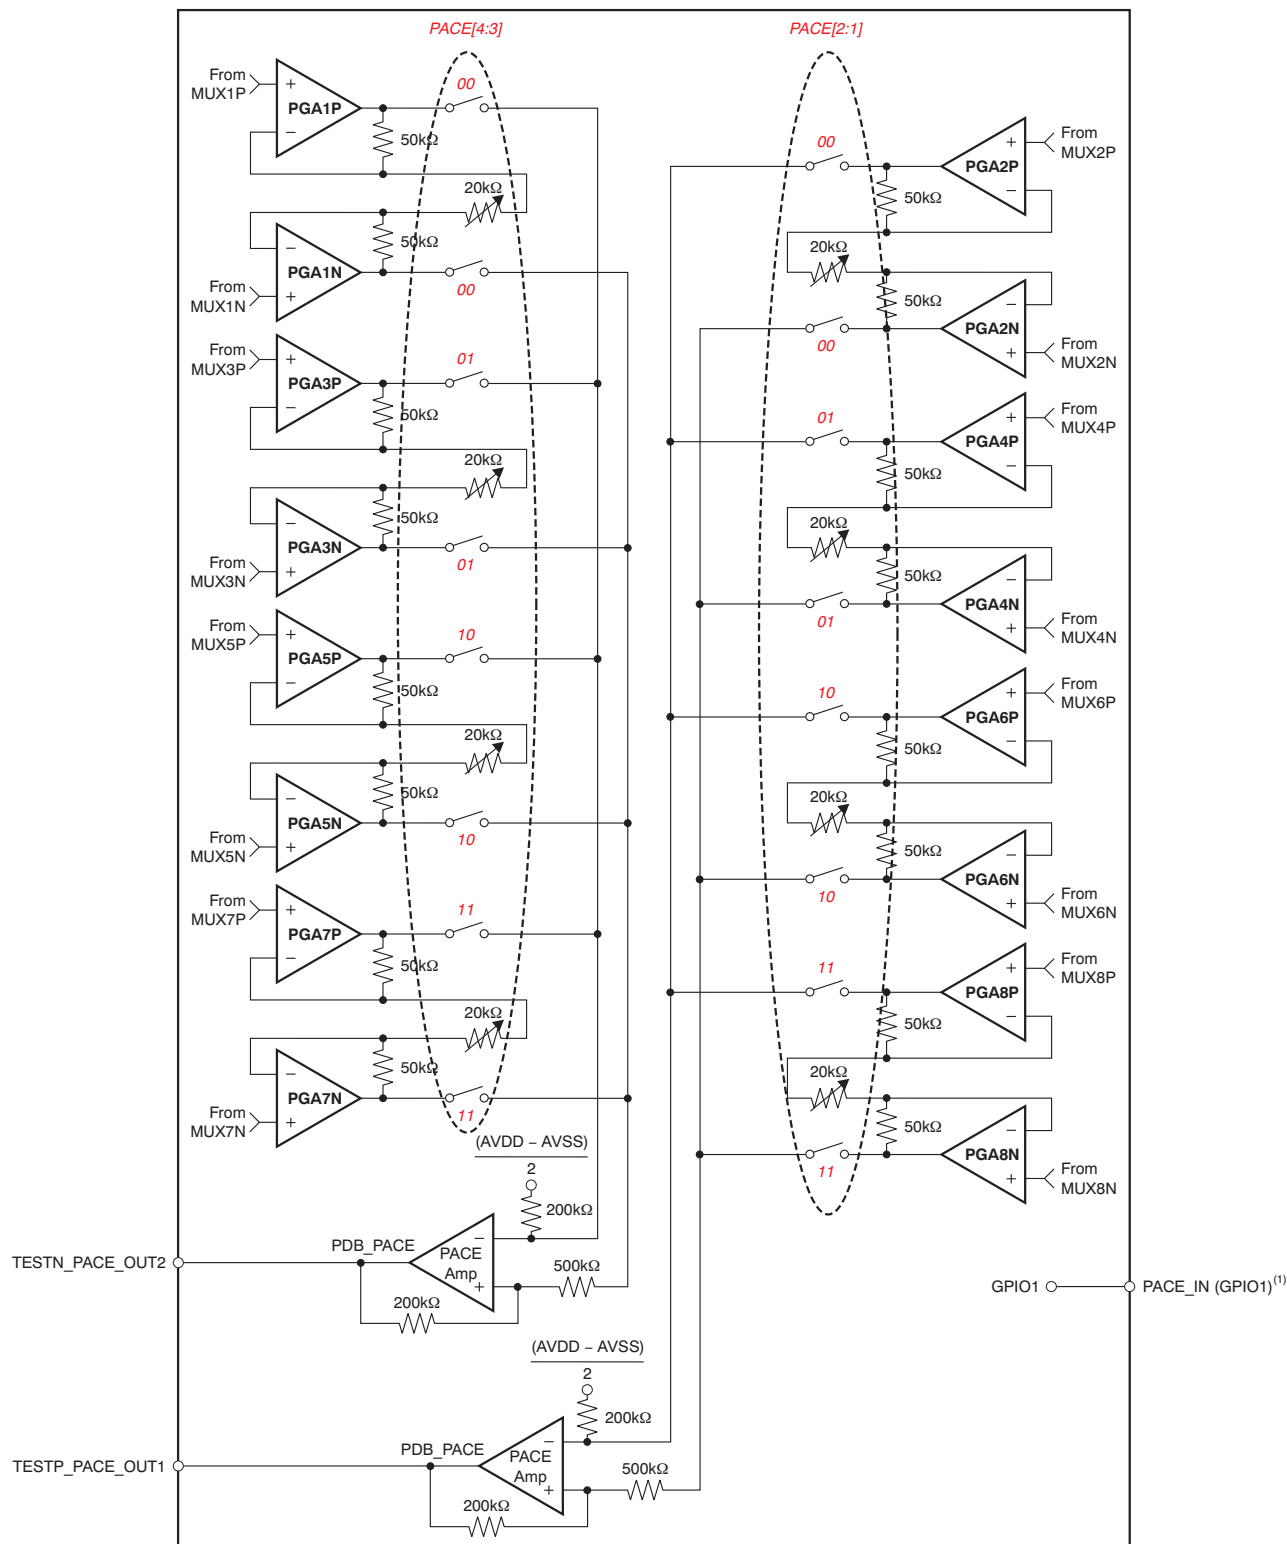 PACE[4:3]
PACE[2:1]
From
MUX1P
+
PGA1P
−
00
50kΩ
20kΩ
−
PGA1N
+
50kΩ
From
MUX1N
00
From
MUX3P
+
PGA3P
−
01
50kΩ
20kΩ
−
PGA3N
+
50kΩ
From
MUX3N
01
From
MUX5P
+
PGA5P
−
10
50kΩ
20kΩ
−
PGA5N
+
50kΩ
From
MUX5N
10
From
MUX7P
+
PGA7P
−
11
50kΩ
20kΩ
−
PGA7N
+
50kΩ
From
MUX7N
11
00
+
PGA2P
−
From
MUX2P
50kΩ
20kΩ
50kΩ
−
PGA2N
+
From
MUX2N
00
01
+
PGA4P
−
From
MUX4P
50kΩ
20kΩ
50kΩ
−
PGA4N
+
From
MUX4N
01
10
+
PGA6P
−
From
MUX6P
50kΩ
20kΩ
50kΩ
−
PGA6N
+
From
MUX6N
10
11
+
PGA8P
−
From
MUX8P
50kΩ
20kΩ
50kΩ
−
PGA8N
+
From
MUX8N
11
(AVDD − AVSS)
2
200kΩ
TESTN_PACE_OUT2
PDB_PACE
PACE
Amp
−
+
500kΩ
200kΩ
GPIO1
PACE_IN (GPIO1)(1)
(AVDD − AVSS)
2
200kΩ
TESTP_PACE_OUT1
PDB_PACE
PACE
Amp
−
+
500kΩ
200kΩ